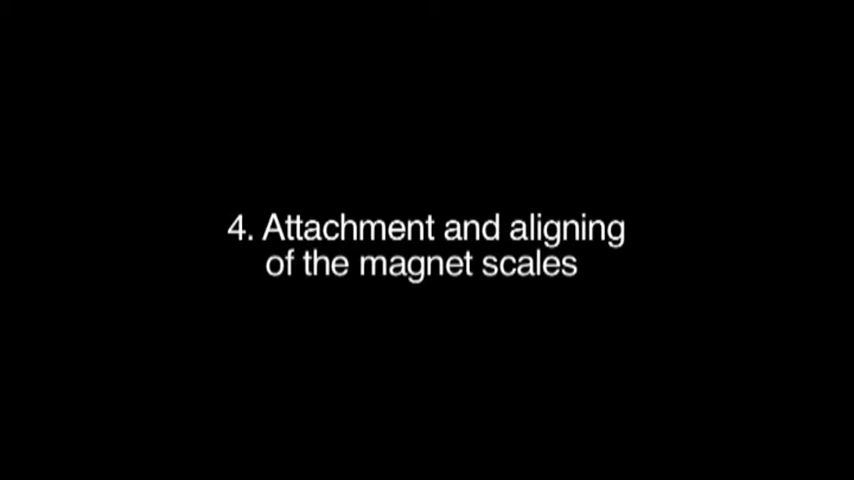 4. Attachment and aligning
of the magnet scales